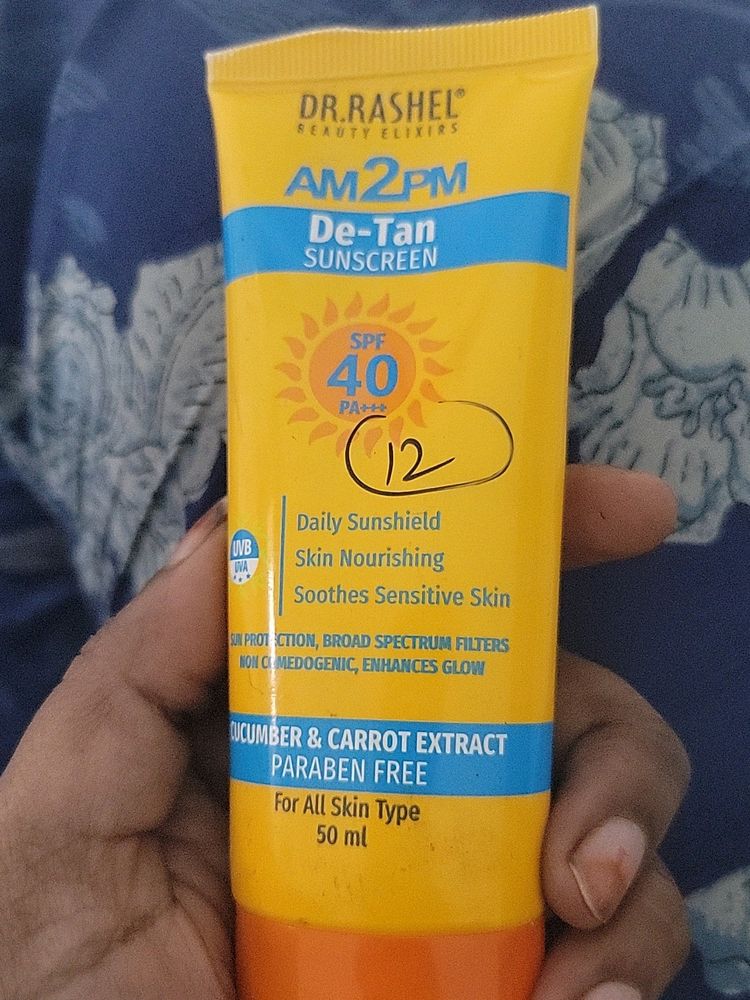 DR.RASHEL®
BEAUTY ELIXIRS
AM2PM
De-Tan
SUNSCREEN
SPF
40
PA+++
12
Daily Sunshield
Skin Nourishing
Soothes Sensitive Skin
UVB
UVA
SUN PROTECTION, BROAD SPECTRUM FILTERS
NON COMEDOGENIC, ENHANCES GLOW
CUCUMBER & CARROT EXTRACT
PARABEN FREE
For All Skin Type
50 ml